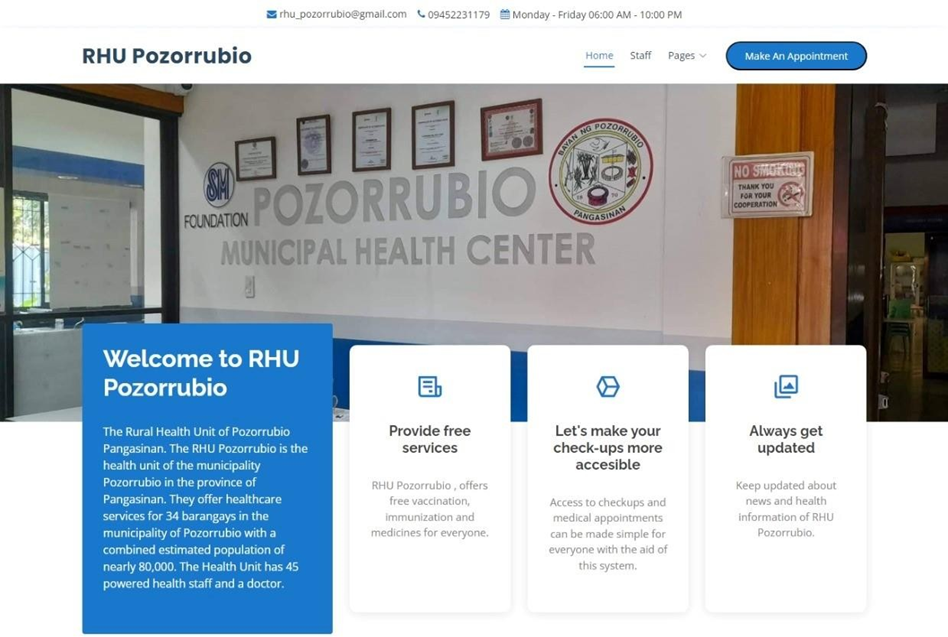 rhu_pozorrubio@gmail.com 09452231179 Monday - Friday 06:00 AM - 10:00 PM
RHU Pozorrubio
Home Staff Pages Make An Appointment
SM
FOUNDATION
POZORRUBIO
MUNICIPAL HEALTH CENTER
BAYAN NG POZORRUBIO
PANGASINAN
NO SMOKING
THANK YOU
FOR YOUR
COOPERATION
Welcome to RHU
Pozorrubio
The Rural Health Unit of Pozorrubio
Pangasinan. The RHU Pozorrubio is the
health unit of the municipality
Pozorrubio in the province of
Pangasinan. They offer healthcare
services for 34 barangays in the
municipality of Pozorrubio with a
combined estimated population of
nearly 80,000. The Health Unit has 45
powered health staff and a doctor.
Provide free
services
RHU Pozorrubio , offers
free vaccination,
immunization and
medicines for everyone.
Let's make your
check-ups more
accesible
Access to checkups and
medical appointments
can be made simple for
everyone with the aid of
this system.
Always get
updated
Keep updated about
news and health
information of RHU
Pozorrubio.